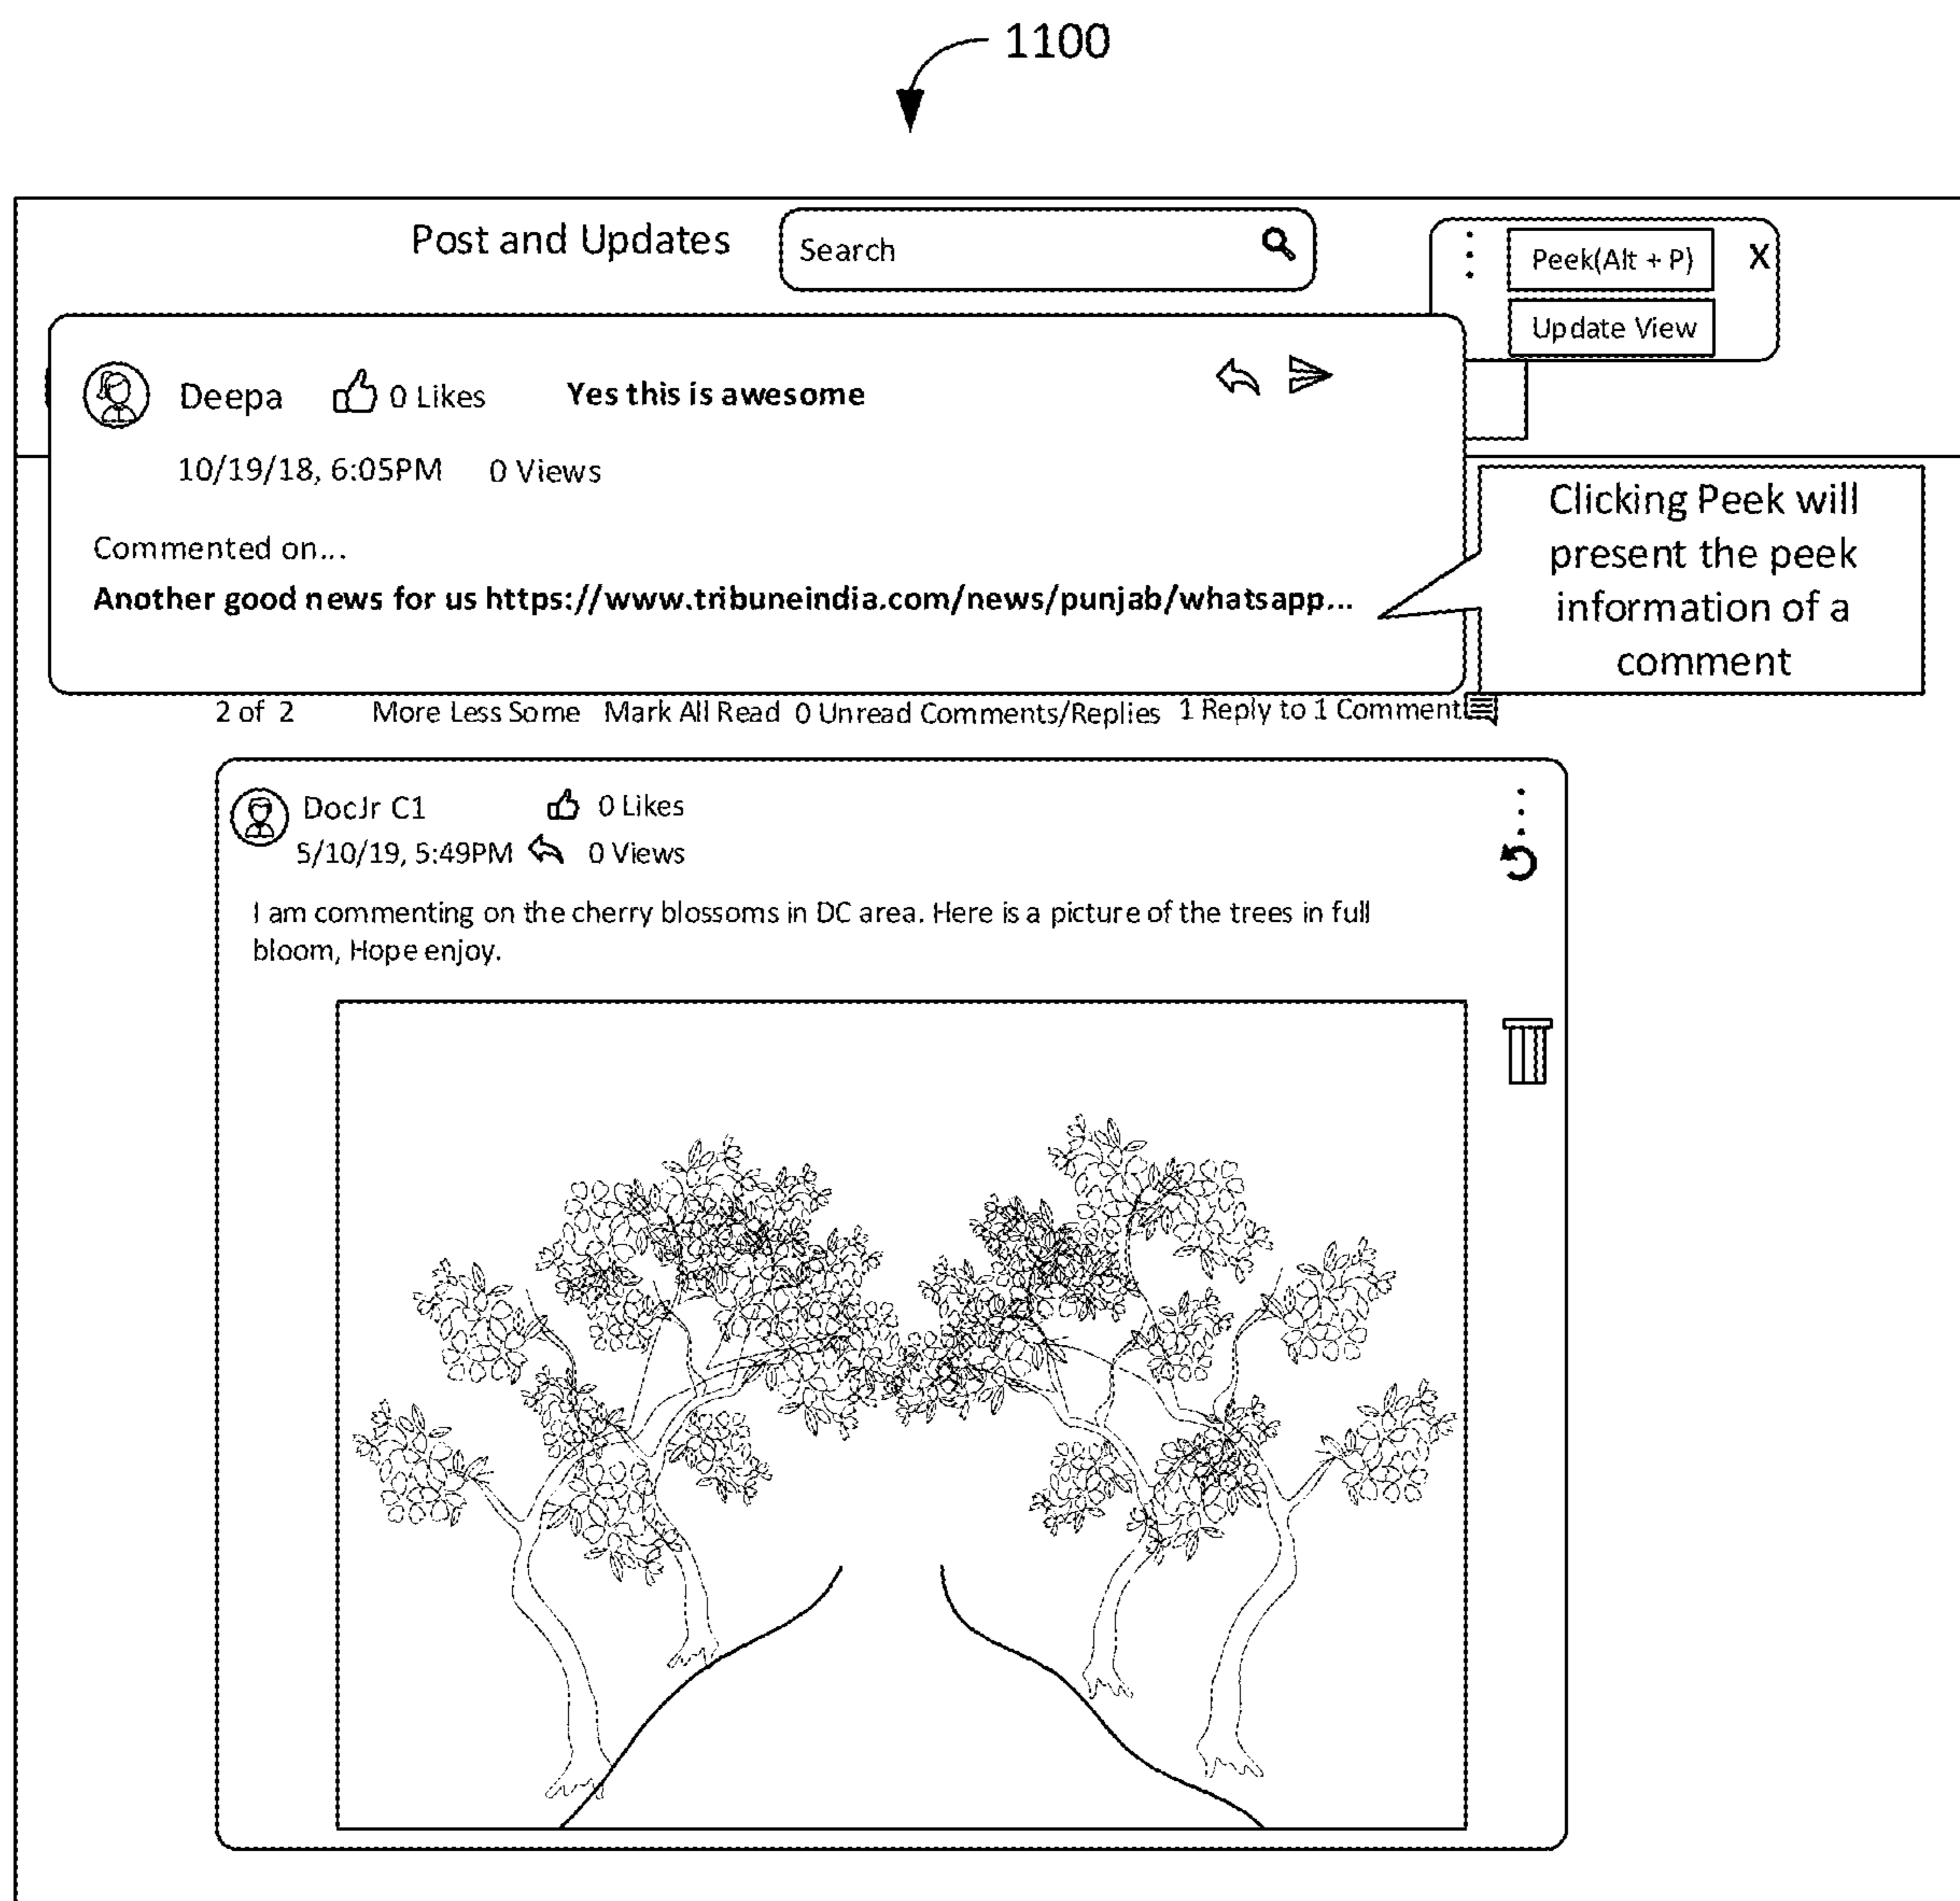 1100
Post and Updates
Search
Peek(Alt + P)
X
Update View
Deepa 0 Likes Yes this is awesome
10/19/18, 6:05PM 0 Views
Commented on...
Another good news for us https://www.tribuneindia.com/news/punjab/whatsapp...
Clicking Peek will
present the peek
information of a
comment
2 of 2 More Less Some Mark All Read 0 Unread Comments/Replies 1 Reply to 1 Comment
DocJr C1 0 Likes
5/10/19, 5:49PM 0 Views
I am commenting on the cherry blossoms in DC area. Here is a picture of the trees in full
bloom, Hope enjoy.